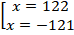 x = 122
x = −121